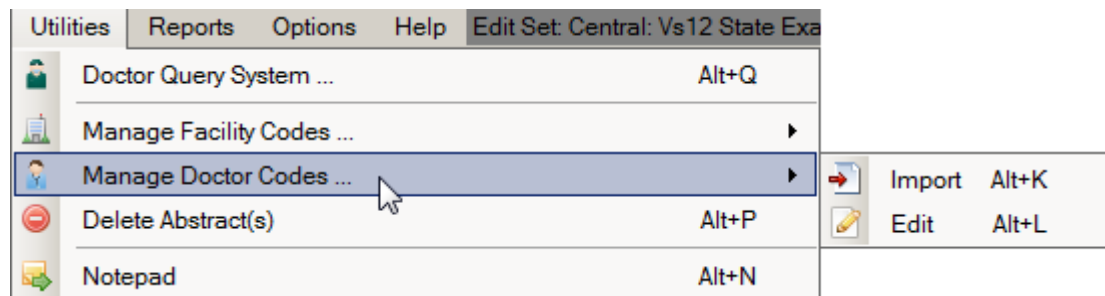 Utilities Reports Options Help Edit Set: Central: Vs12 State Exa
Doctor Query System ... Alt+Q
Manage Facility Codes ...
Manage Doctor Codes ...
Import Alt+K
Delete Abstract(s) Alt+P
Edit Alt+L
Notepad Alt+N